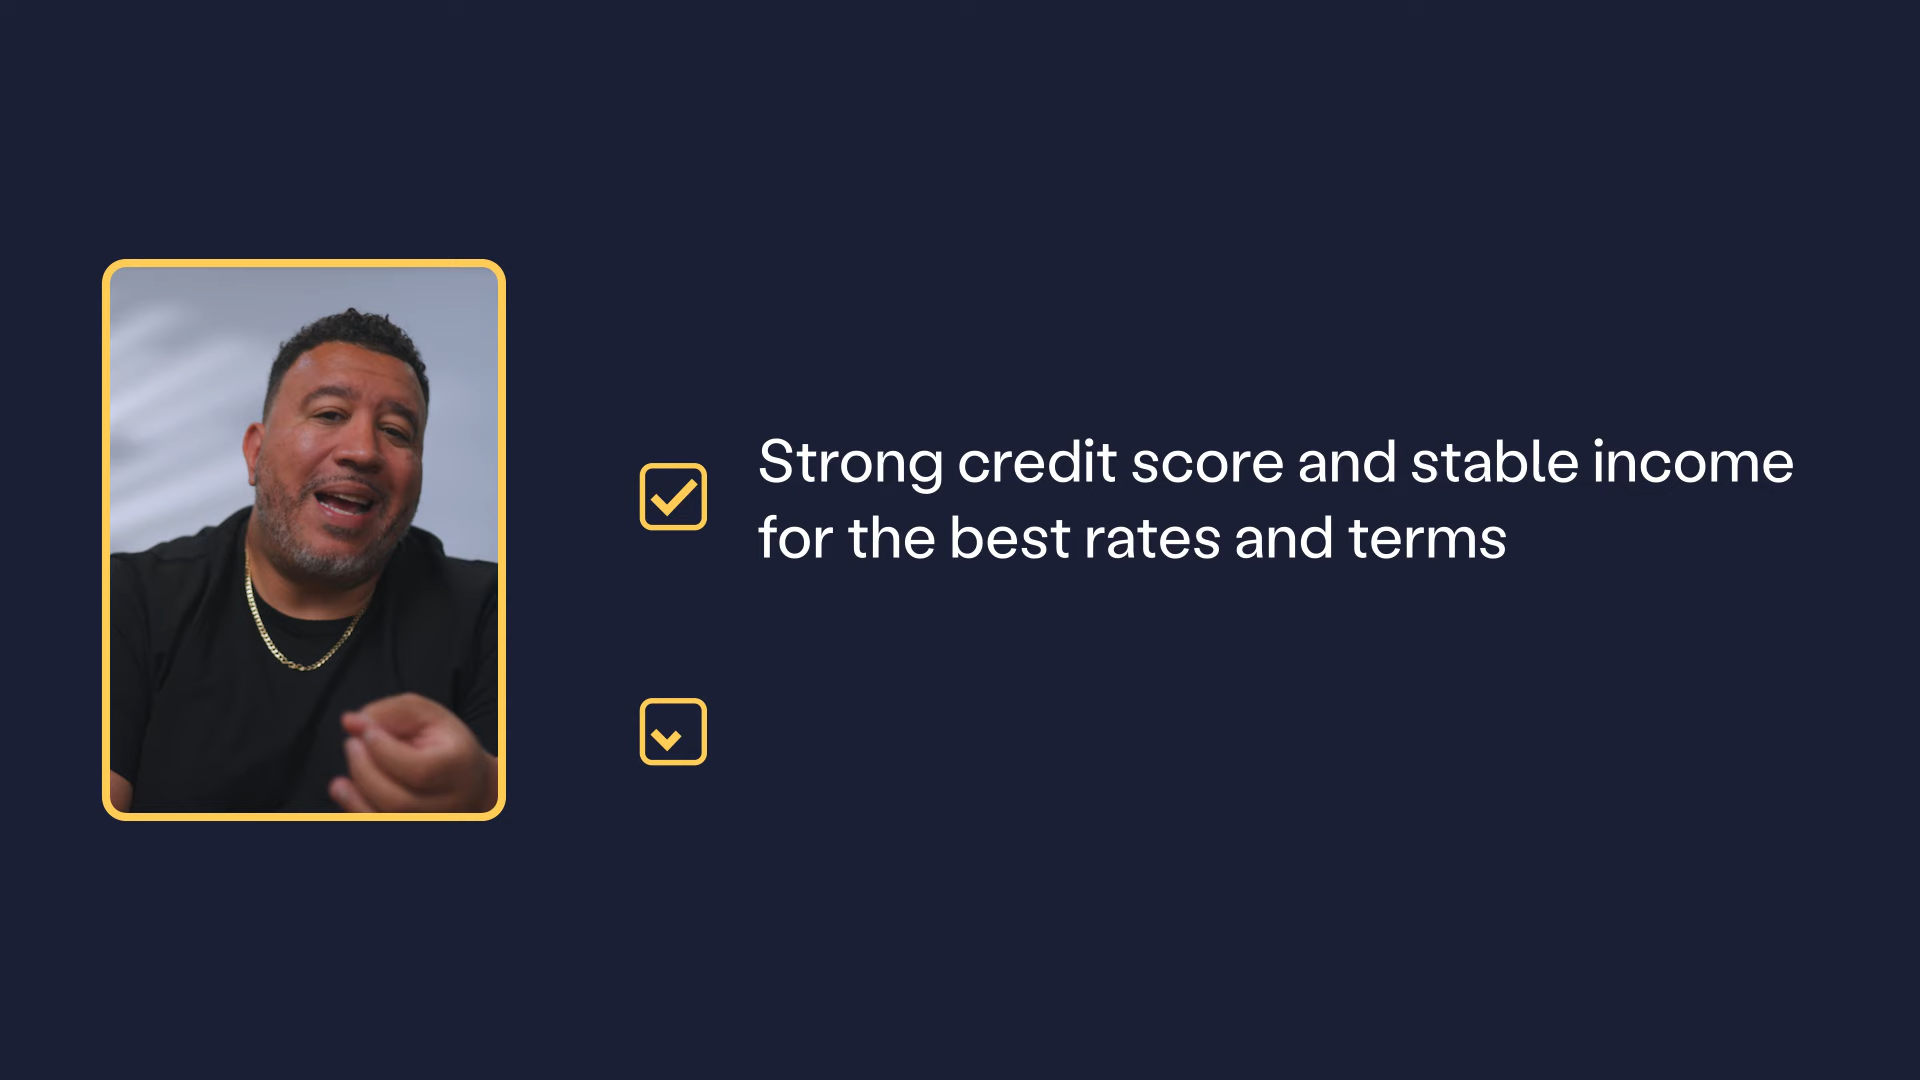 Strong credit score and stable income
for the best rates and terms